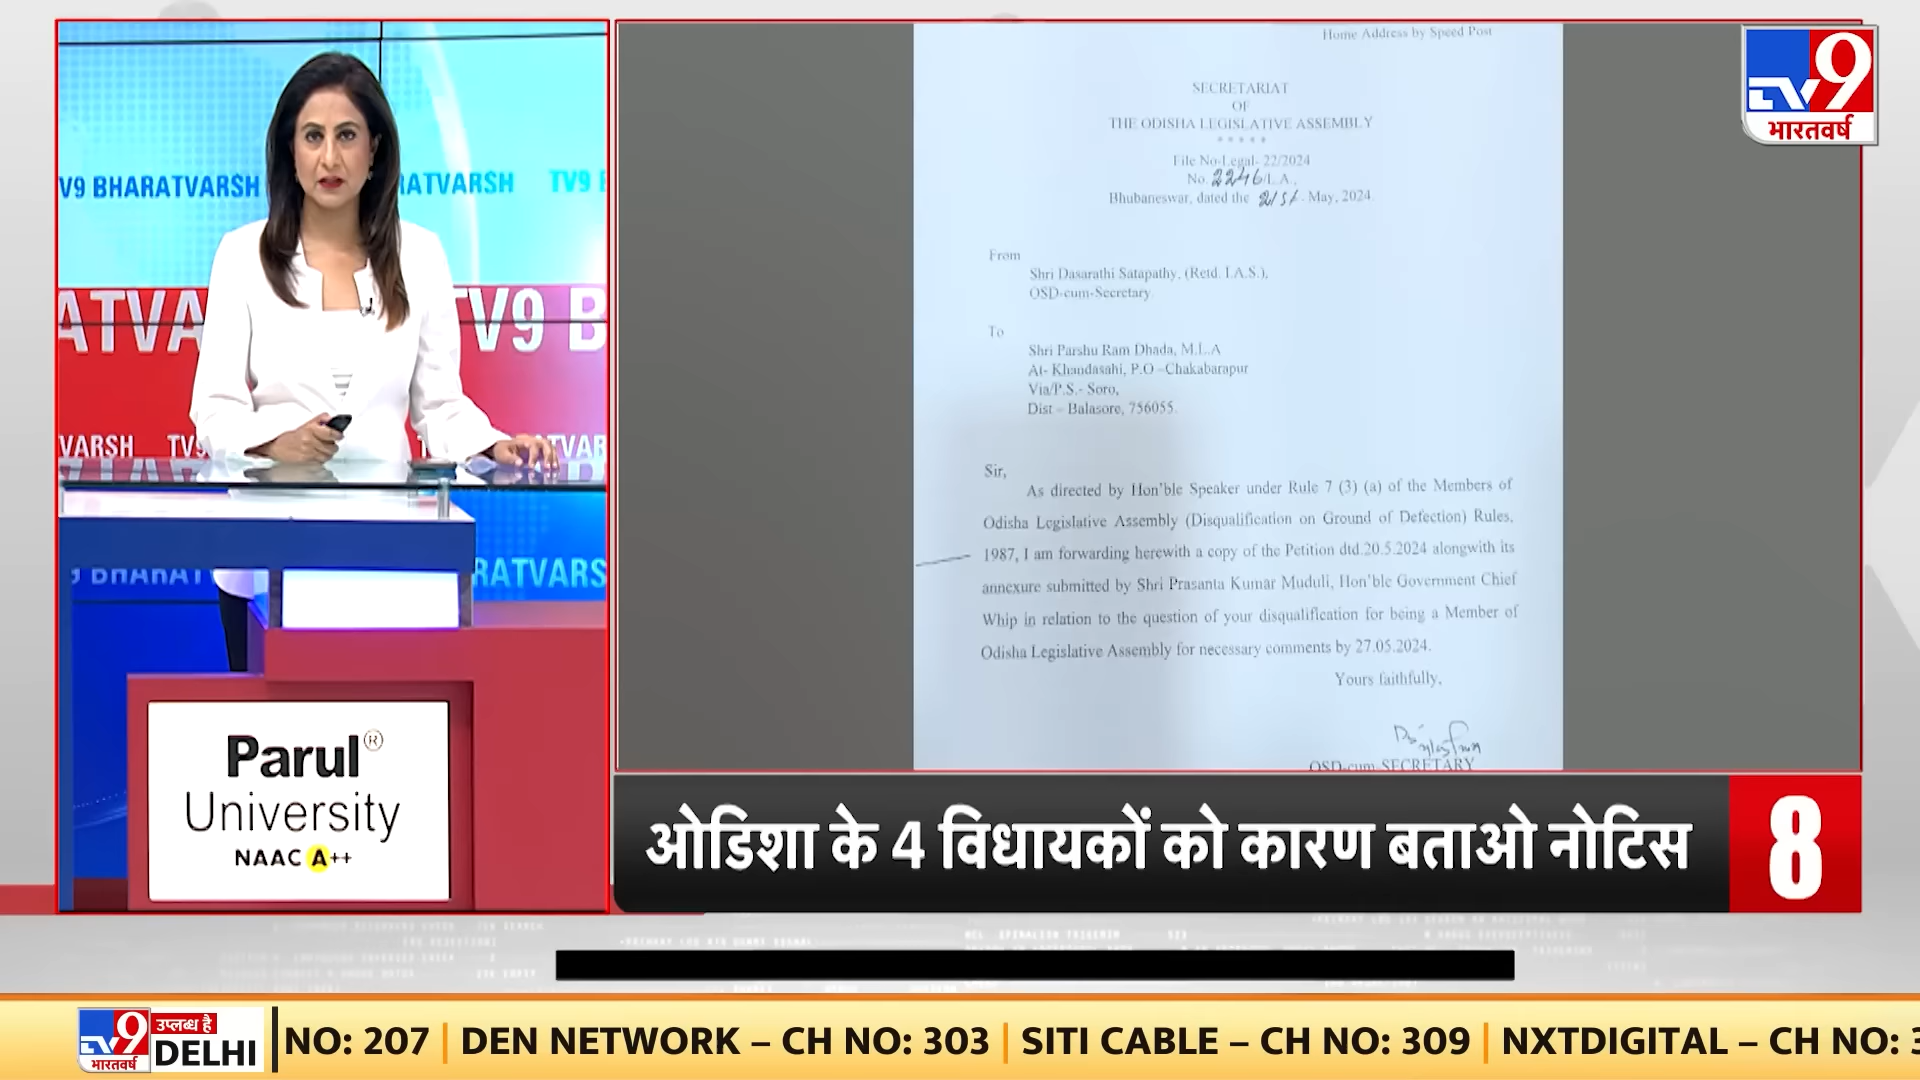 TV9 BHARATVARSH
ATVARSH TV9
TV9 B
VARSH TV9
RATVARS
Parul®
University
NAAC A++
Home Address by Speed Post
SECRETARIAT
OF
THE ODISHA LEGISLATIVE ASSEMBLY
*****
File No-Legal- 22/2024
No. 2246/L.A.,
Bhubaneswar, dated the 21st May, 2024.
From
Shri Dasarathi Satapathy, (Retd. I.A.S.),
OSD-cum-Secretary.
To
Shri Parshu Ram Dhada, M.L.A
At- Khandasahi, P.O –Chakabarapur
Via/P.S.- Soro,
Dist – Balasore, 756055.
Sir,
As directed by Hon'ble Speaker under Rule 7 (3) (a) of the Members of
Odisha Legislative Assembly (Disqualification on Ground of Defection) Rules,
1987, I am forwarding herewith a copy of the Petition dtd.20.5.2024 alongwith its
annexure submitted by Shri Prasanta Kumar Muduli, Hon'ble Government Chief
Whip in relation to the question of your disqualification for being a Member of
Odisha Legislative Assembly for necessary comments by 27.05.2024.
Yours faithfully,
OSD-cum-SECRETARY
TV9
भारतवर्ष
ओडिशा के 4 विधायकों को कारण बताओ नोटिस
8
TV9 भारतवर्ष उपलब्ध है DELHI
NO: 207 | DEN NETWORK – CH NO: 303 | SITI CABLE – CH NO: 309 | NXTDIGITAL – CH NO: 3